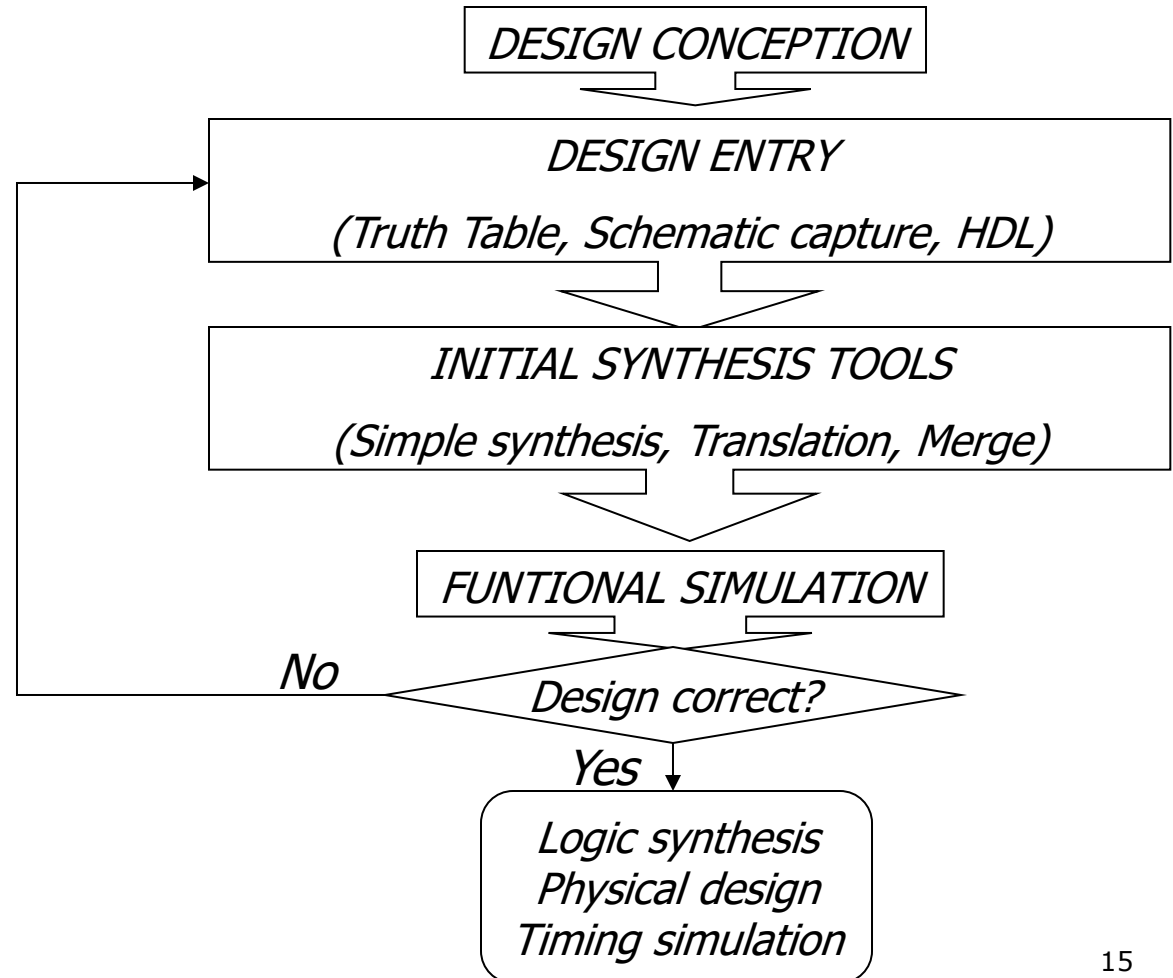 DESIGN CONCEPTION
DESIGN ENTRY
(Truth Table, Schematic capture, HDL)
INITIAL SYNTHESIS TOOLS
(Simple synthesis, Translation, Merge)
FUNTIONAL SIMULATION
No
Design correct?
Yes
Logic synthesis
Physical design
Timing simulation
15